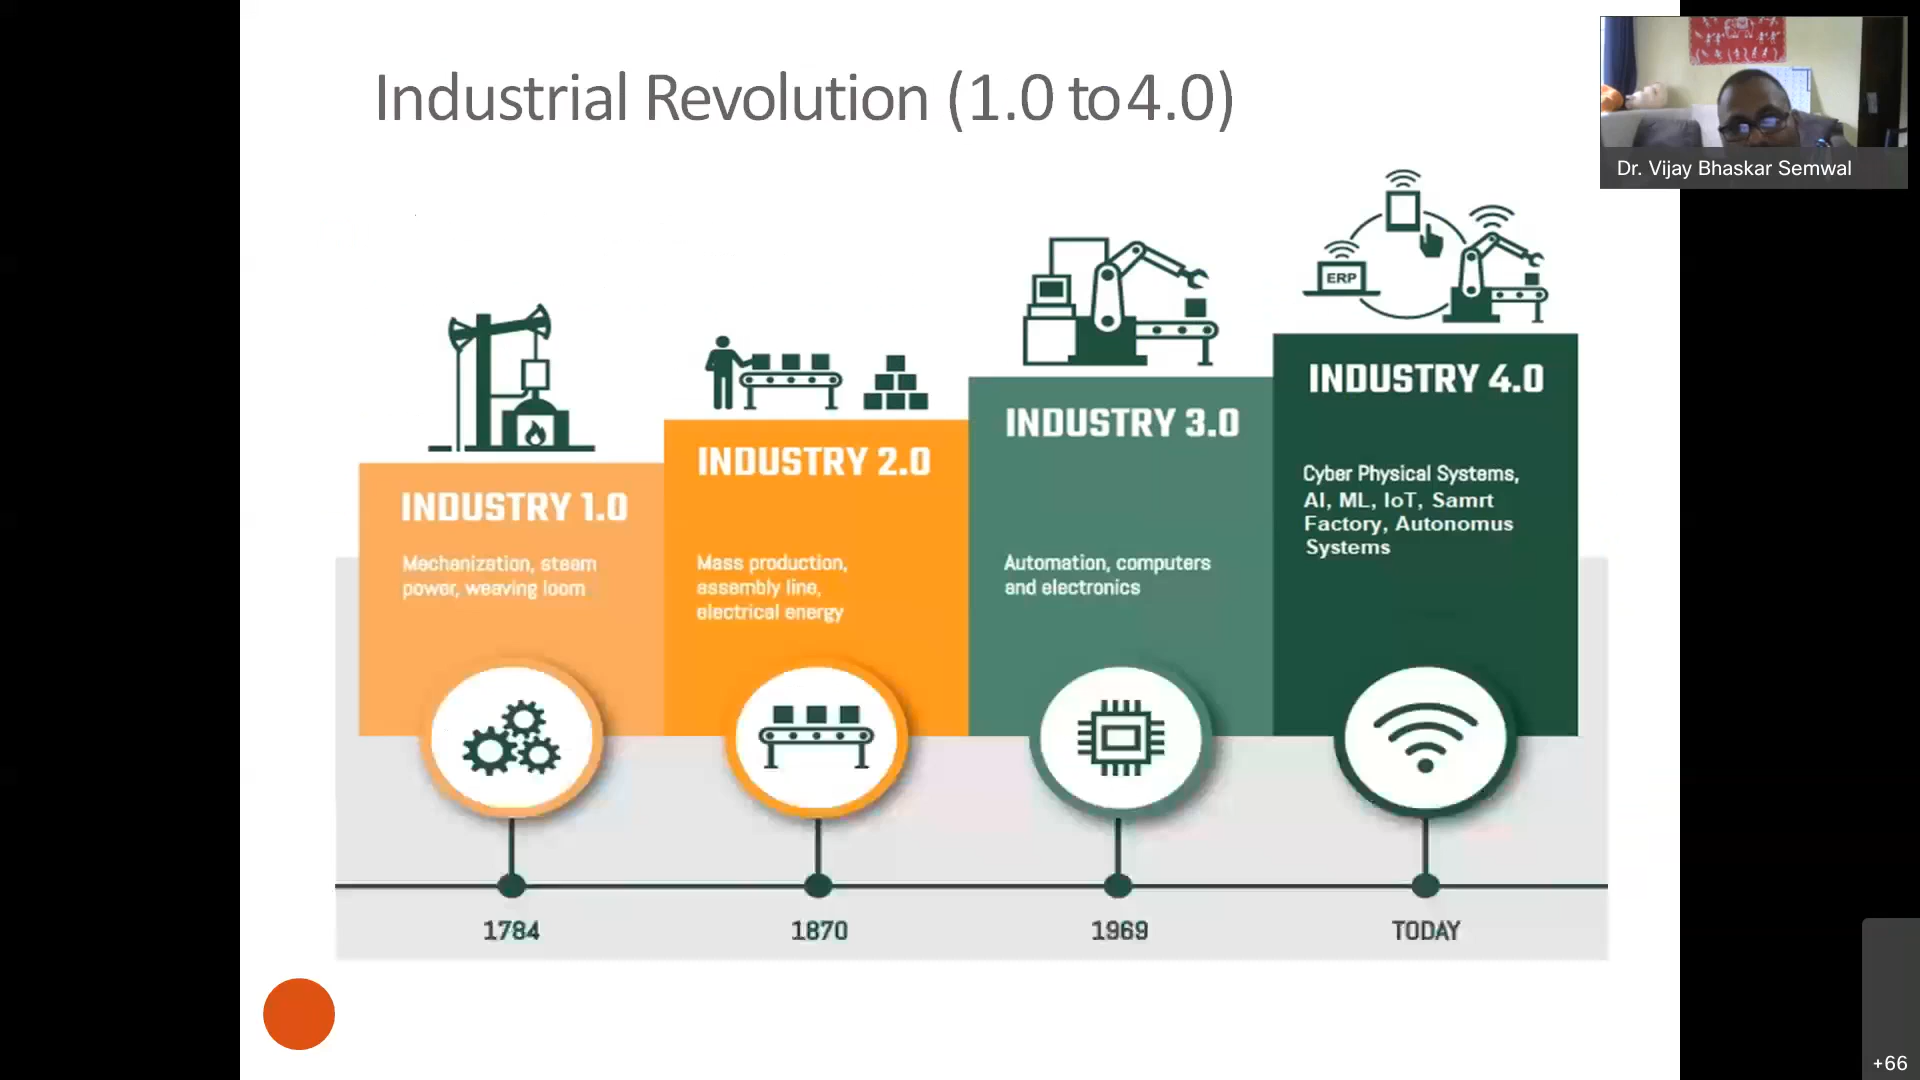 Industrial Revolution (1.0 to 4.0)
Dr. Vijay Bhaskar Semwal
ERP
INDUSTRY 1.0
Mechanization, steam
power, weaving loom
INDUSTRY 2.0
Mass production,
assembly line,
electrical energy
INDUSTRY 3.0
Automation, computers
and electronics
INDUSTRY 4.0
Cyber Physical Systems,
AI, ML, IoT, Samrt
Factory, Autonomus
Systems
1784
1870
1969
TODAY
+66